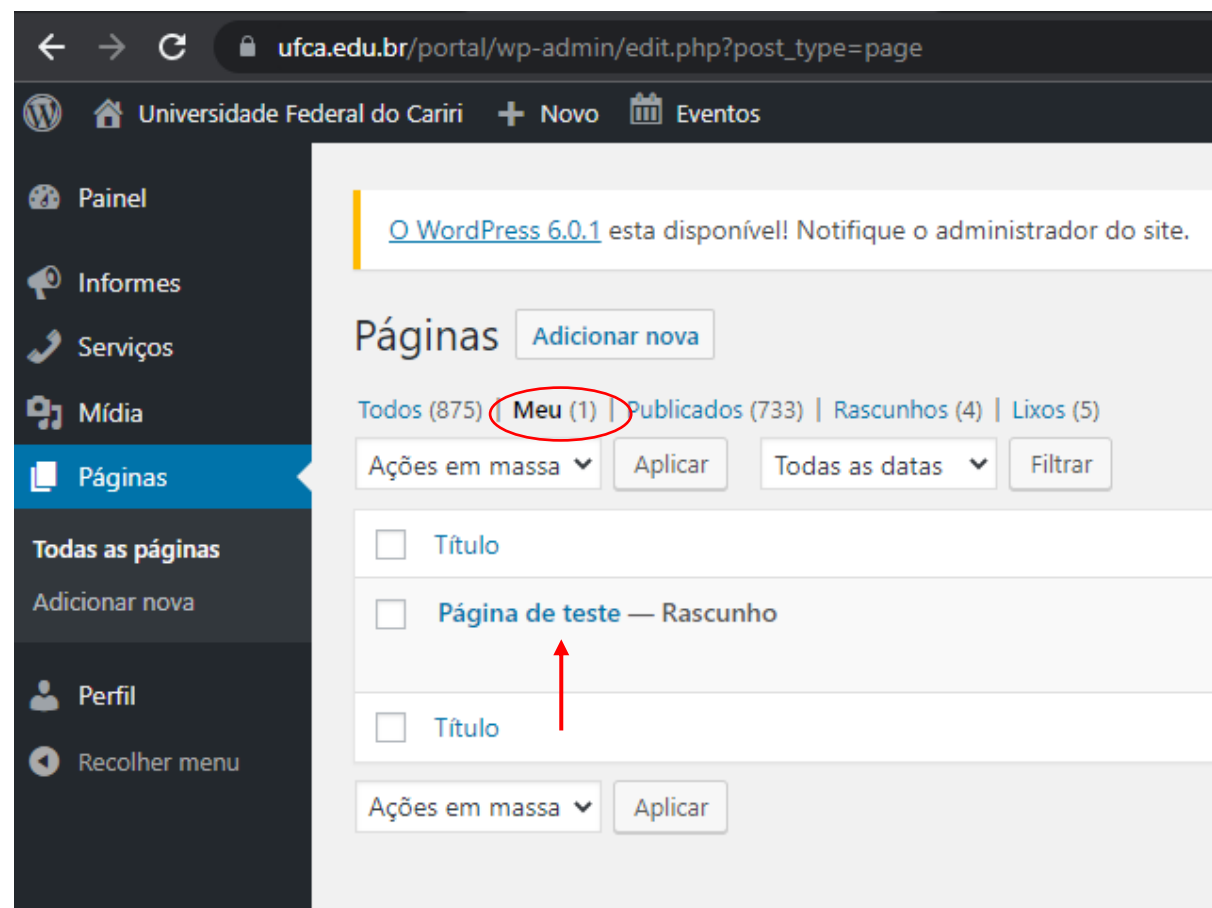 ufca.edu.br/portal/wp-admin/edit.php?post_type=page
Universidade Federal do Cariri + Novo Eventos
Painel
O WordPress 6.0.1 esta disponível! Notifique o administrador do site.
Informes
Serviços
Mídia
Páginas
Todas as páginas
Adicionar nova
Perfil
Recolher menu
Páginas Adicionar nova
Todos (875) | Meu (1) | Publicados (733) | Rascunhos (4) | Lixos (5)
Ações em massa Aplicar Todas as datas Filtrar
Título
Página de teste — Rascunho
Título
Ações em massa Aplicar